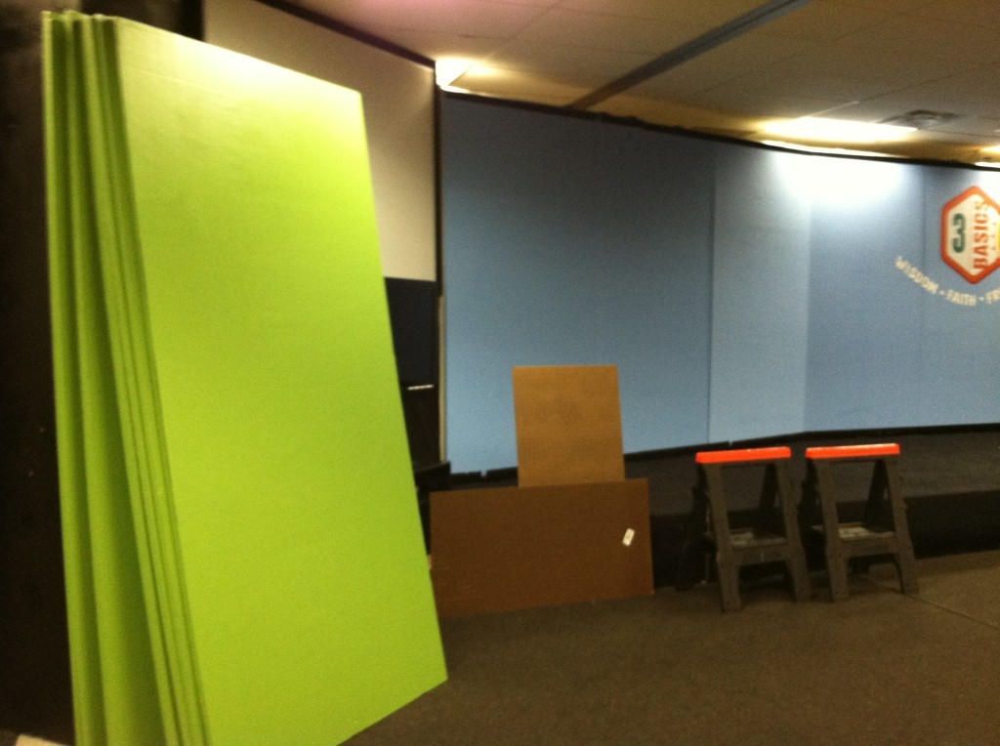 3
BASICS
WISDOM - FAITH - FR